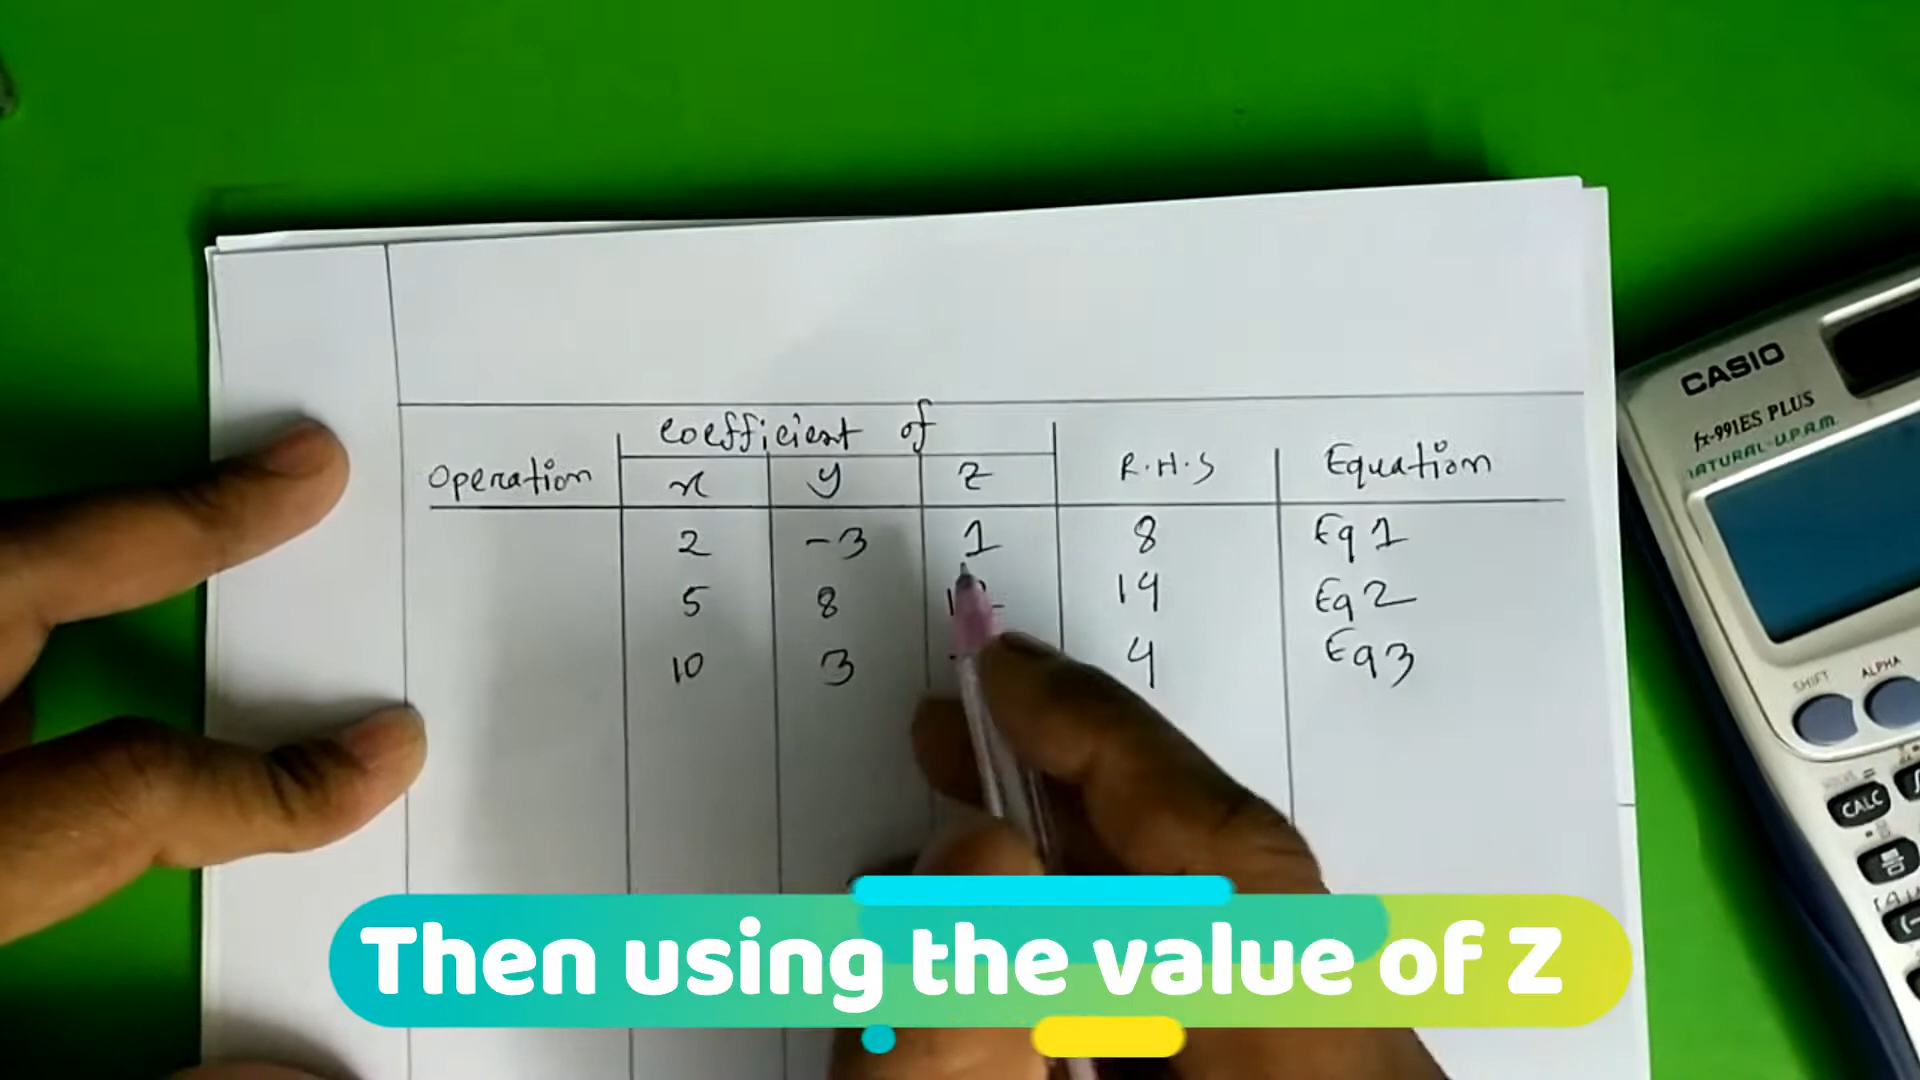 coefficient of
Operation x y z R.H.S Equation
2 -3 1 8 Eq 1
5 8 14 Eq 2
10 3 4 Eq 3
CASIO
fx-991ES PLUS
NATURAL-V.P.A.M.
SHIFT ALPHA
CALC
Then using the value of Z